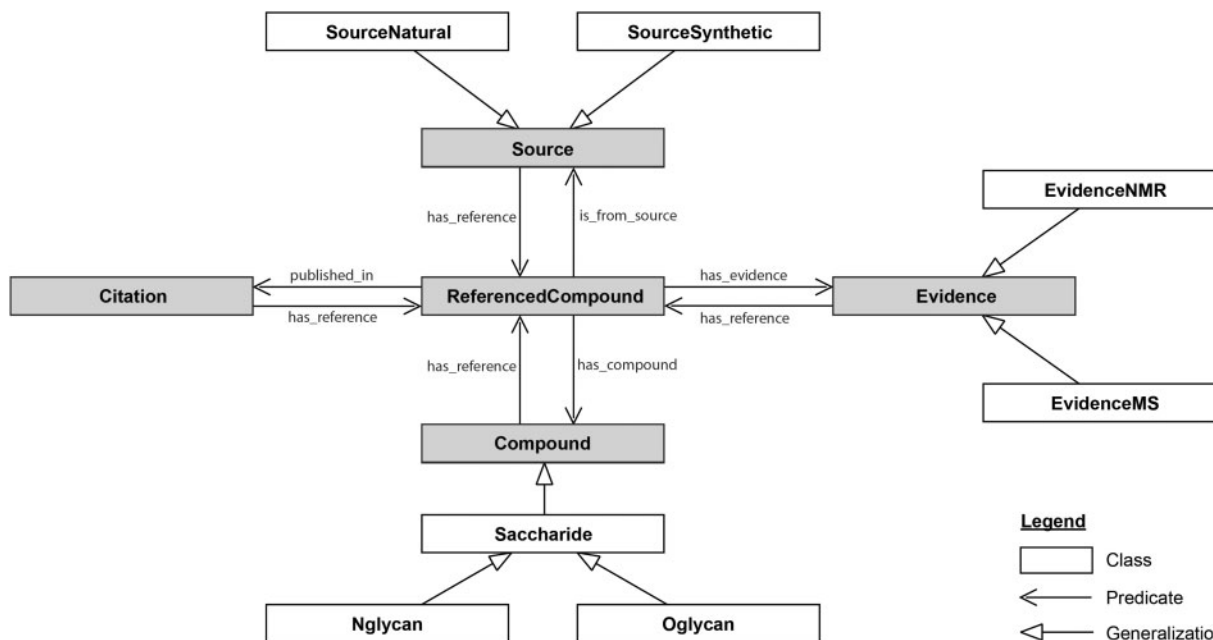 SourceNatural
SourceSynthetic
Source
EvidenceNMR
has_reference
is_from_source
published_in
has_evidence
Citation
ReferencedCompound
Evidence
has_reference
has_reference
has_reference
has_compound
EvidenceMS
Compound
Saccharide
Legend
Class
Predicate
Nglycan
Oglycan
Generalizatio